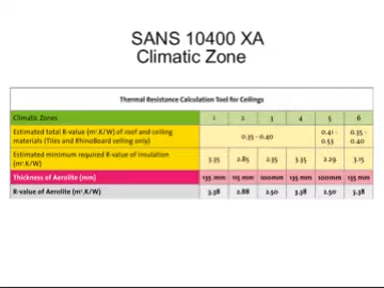 SANS 10400 XA
Climatic Zone
Thermal Resistance Calculation Tool for Ceilings
Climatic Zones 1 2 3 4 5 6
Estimated total R-value (m².K/W) of roof and ceiling materials (Tiles and RhinoBoard ceiling only) 0.35 - 0.40 0.41 - 0.53 0.35 - 0.40
Estimated minimum required R-value of insulation (m².K/W) 3.35 2.85 2.35 3.35 2.29 3.15
Thickness of Aerolite (mm) 135 mm 115 mm 100mm 135 mm 100mm 135 mm
R-value of Aerolite (m².K/W) 3.38 2.88 2.50 3.38 2.50 3.38